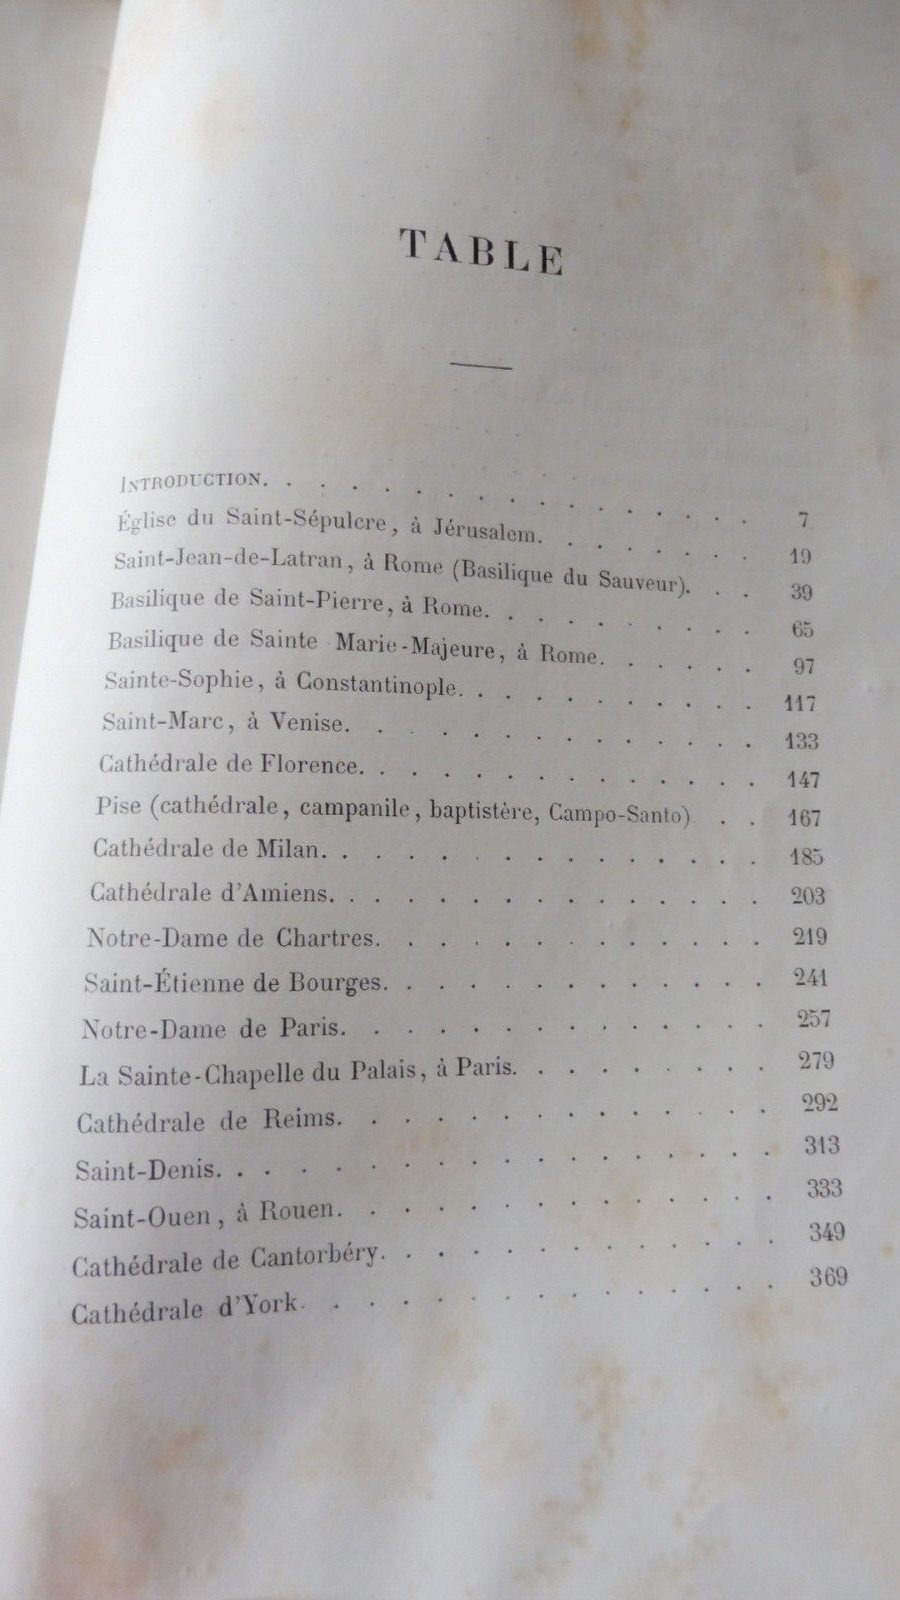 TABLE
INTRODUCTION. . . . . . . . . . . . . . . 7
Église du Saint-Sépulcre, à Jérusalem. . . . . . . 19
Saint-Jean-de-Latran, à Rome (Basilique du Sauveur). . . 39
Basilique de Saint-Pierre, à Rome. . . . . . . . 65
Basilique de Sainte Marie-Majeure, à Rome. . . . . . 97
Sainte-Sophie, à Constantinople. . . . . . . . . 117
Saint-Marc, à Venise. . . . . . . . . . . . 133
Cathédrale de Florence. . . . . . . . . . . . 147
Pise (cathédrale, campanile, baptistère, Campo-Santo) . . 167
Cathédrale de Milan. . . . . . . . . . . . . 185
Cathédrale d'Amiens. . . . . . . . . . . . . 203
Notre-Dame de Chartres. . . . . . . . . . . . 219
Saint-Étienne de Bourges. . . . . . . . . . . 241
Notre-Dame de Paris. . . . . . . . . . . . . 257
La Sainte-Chapelle du Palais, à Paris. . . . . . . . 279
Cathédrale de Reims. . . . . . . . . . . . . 292
Saint-Denis. . . . . . . . . . . . . . . . 313
Saint-Ouen, à Rouen. . . . . . . . . . . . . 333
Cathédrale de Cantorbéry. . . . . . . . . . . . 349
Cathédrale d'York. . . . . . . . . . . . . . 369